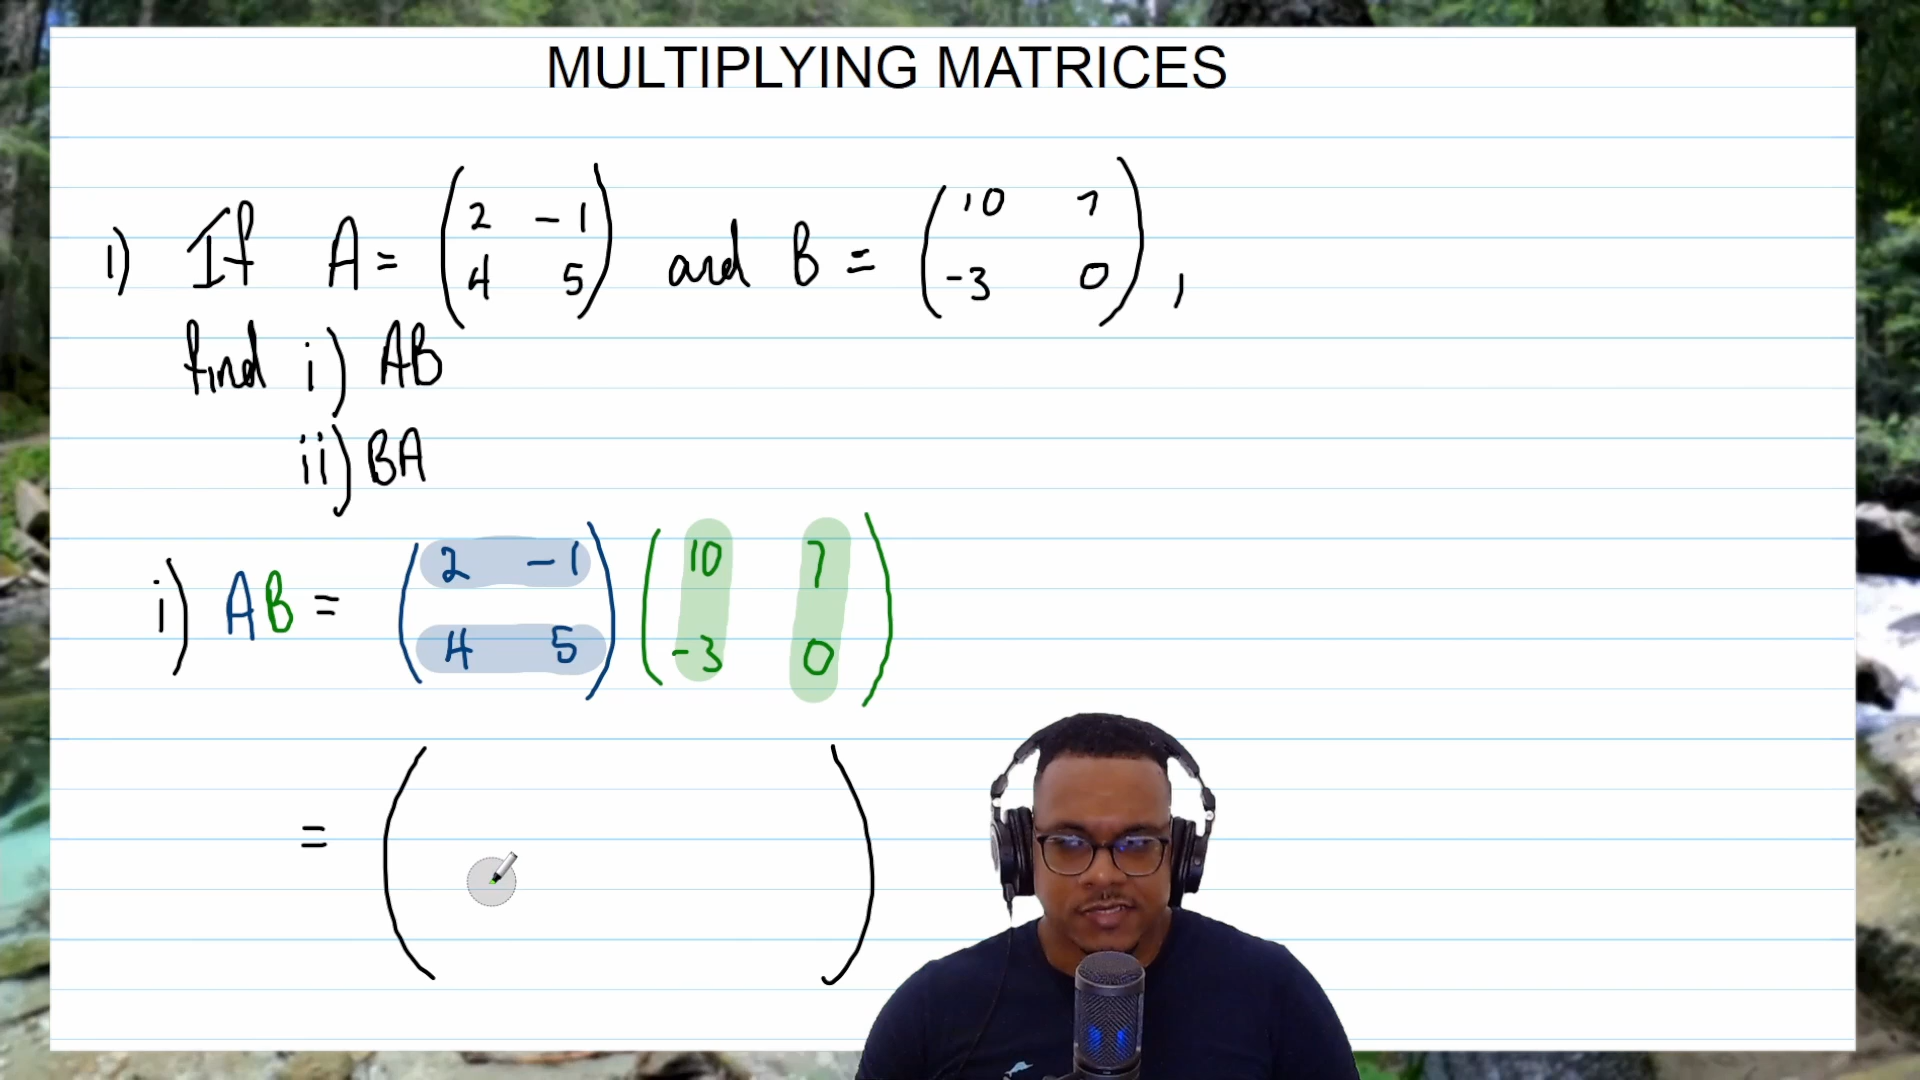 MULTIPLYING MATRICES
1) If A = (2 -1
4 5) and B = (10 7
-3 0),
find i) AB
ii) BA
i) AB = (2 -1
4 5) (10 7
-3 0)
= ( )